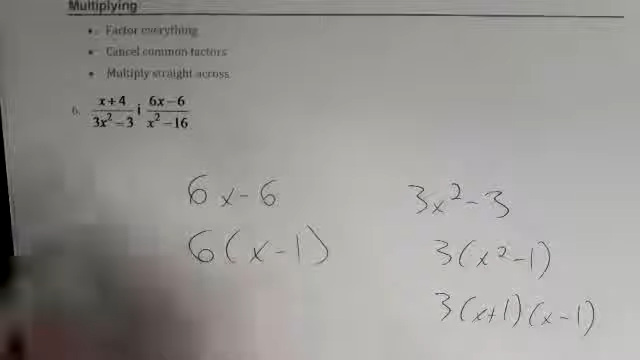 Multiplying
• Factor everything
• Cancel common factors
• Multiply straight across
6. x+4 / 3x² − 3 i 6x − 6 / x² − 16
6x − 6
6(x − 1)
3x² − 3
3(x² − 1)
3(x+1)(x − 1)